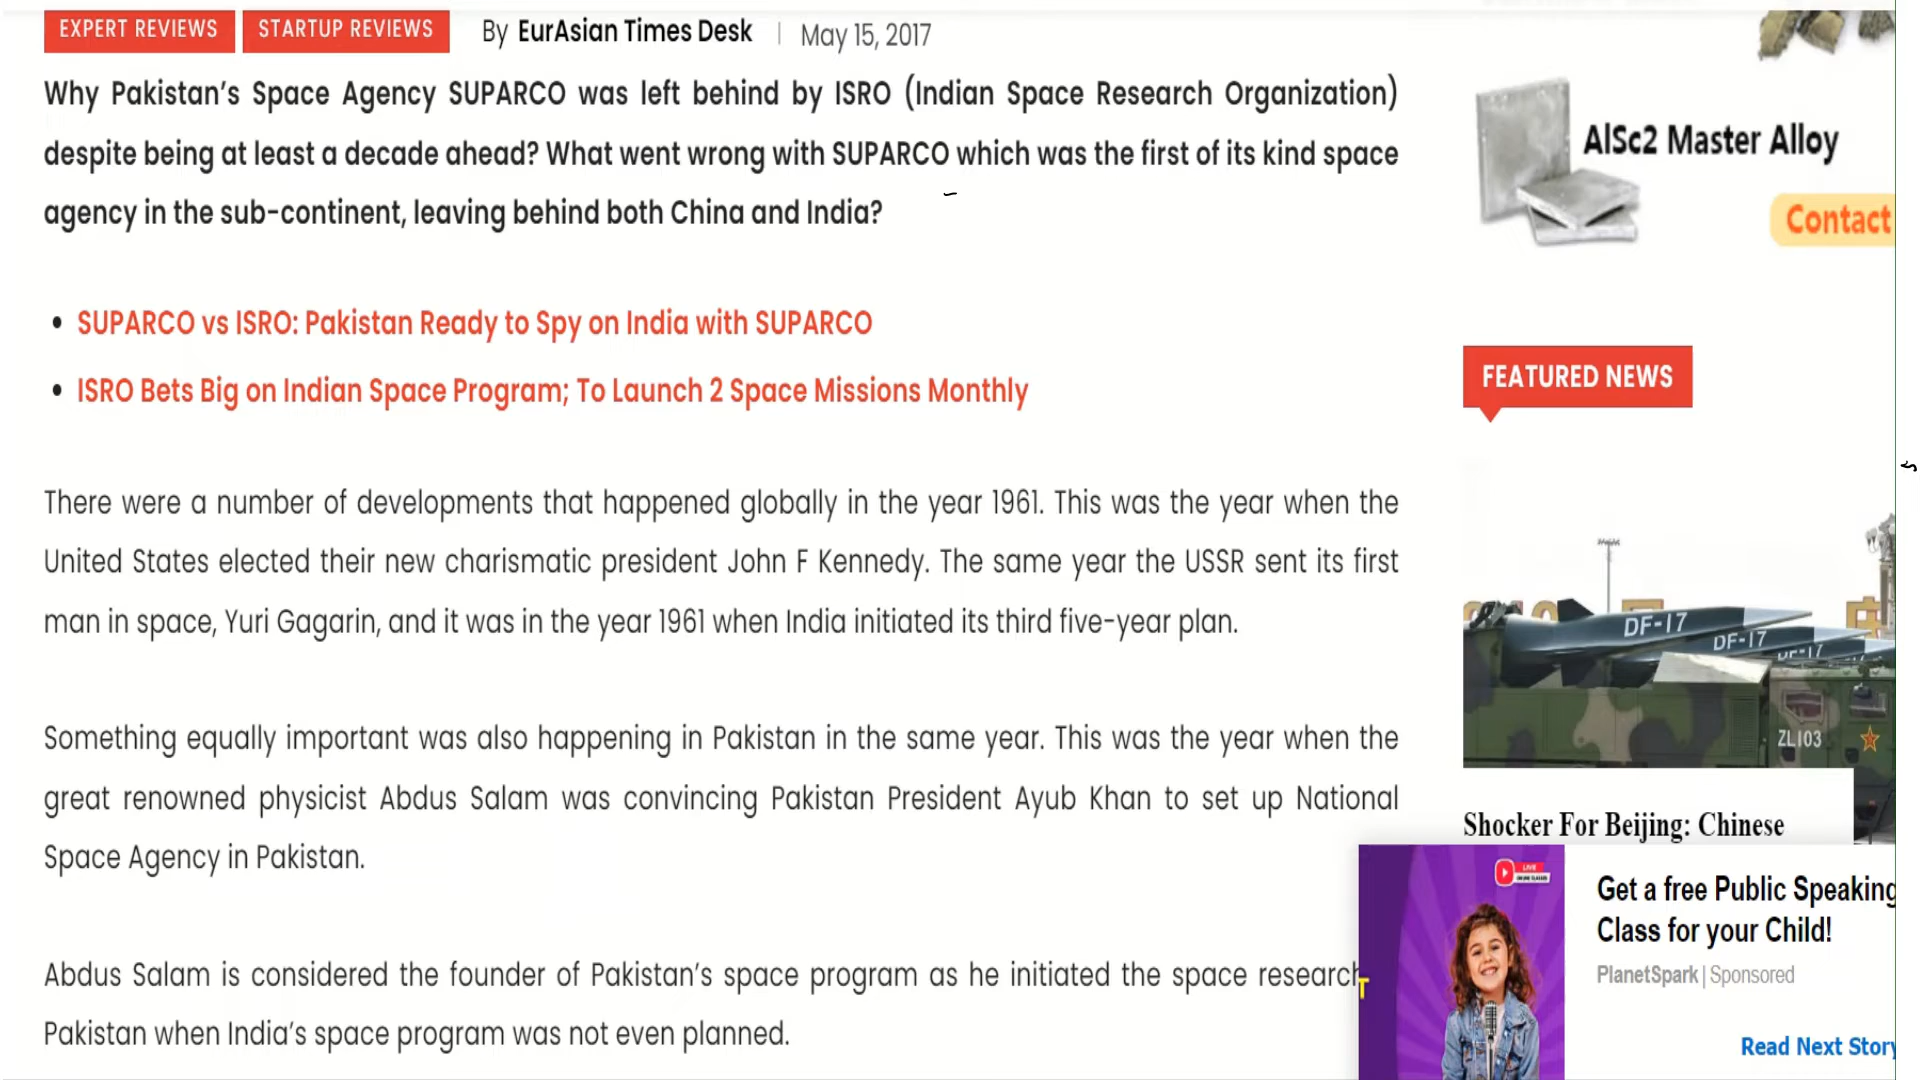 EXPERT REVIEWS STARTUP REVIEWS By EurAsian Times Desk | May 15, 2017
Why Pakistan's Space Agency SUPARCO was left behind by ISRO (Indian Space Research Organization)
despite being at least a decade ahead? What went wrong with SUPARCO which was the first of its kind space
agency in the sub-continent, leaving behind both China and India?
• SUPARCO vs ISRO: Pakistan Ready to Spy on India with SUPARCO
• ISRO Bets Big on Indian Space Program; To Launch 2 Space Missions Monthly
There were a number of developments that happened globally in the year 1961. This was the year when the
United States elected their new charismatic president John F Kennedy. The same year the USSR sent its first
man in space, Yuri Gagarin, and it was in the year 1961 when India initiated its third five-year plan.
Something equally important was also happening in Pakistan in the same year. This was the year when the
great renowned physicist Abdus Salam was convincing Pakistan President Ayub Khan to set up National
Space Agency in Pakistan.
Abdus Salam is considered the founder of Pakistan's space program as he initiated the space research
Pakistan when India's space program was not even planned.
AlSc2 Master Alloy
Contact
FEATURED NEWS
DF-17
DF-17
DF-17
ZL103
Shocker For Beijing: Chinese
LIVE
T
Get a free Public Speaking
Class for your Child!
PlanetSpark | Sponsored
Read Next Story